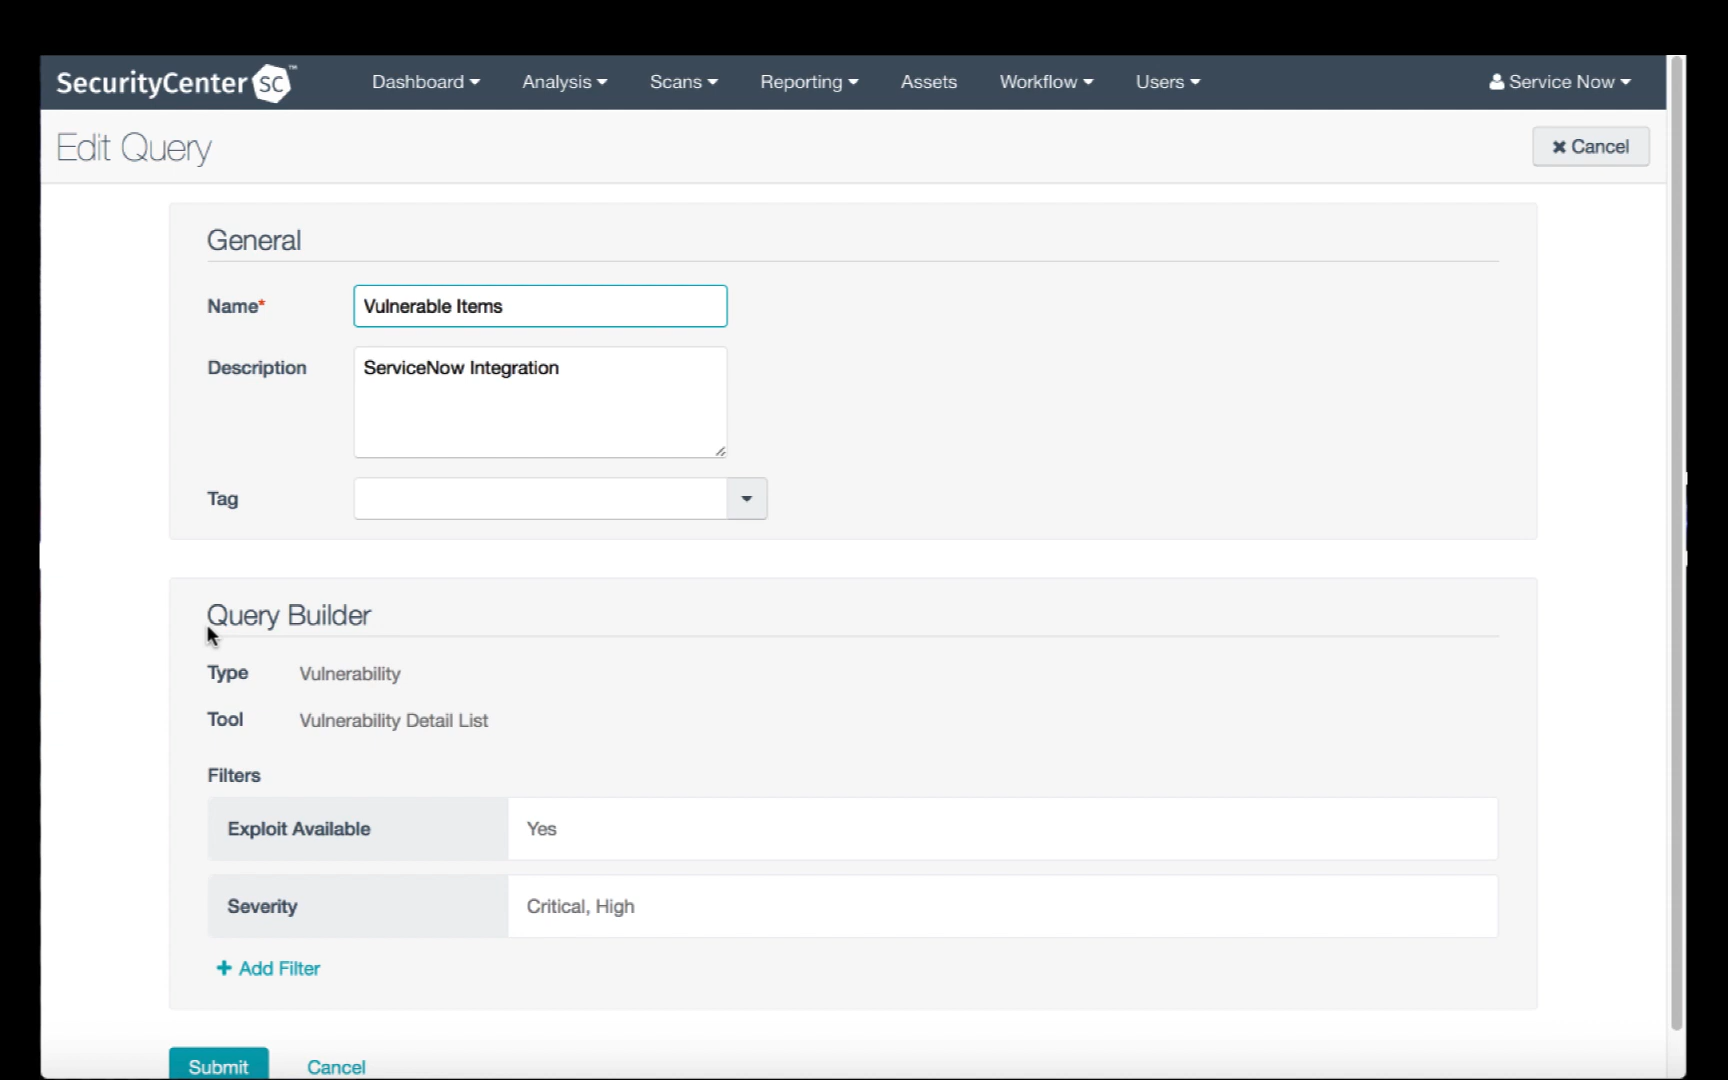 SecurityCenter SC™ Dashboard Analysis Scans Reporting Assets Workflow Users Service Now
Edit Query
✖ Cancel
General
Name* Vulnerable Items
Description ServiceNow Integration
Tag
Query Builder
Type Vulnerability
Tool Vulnerability Detail List
Filters
Exploit Available Yes
Severity Critical, High
+ Add Filter
Submit Cancel